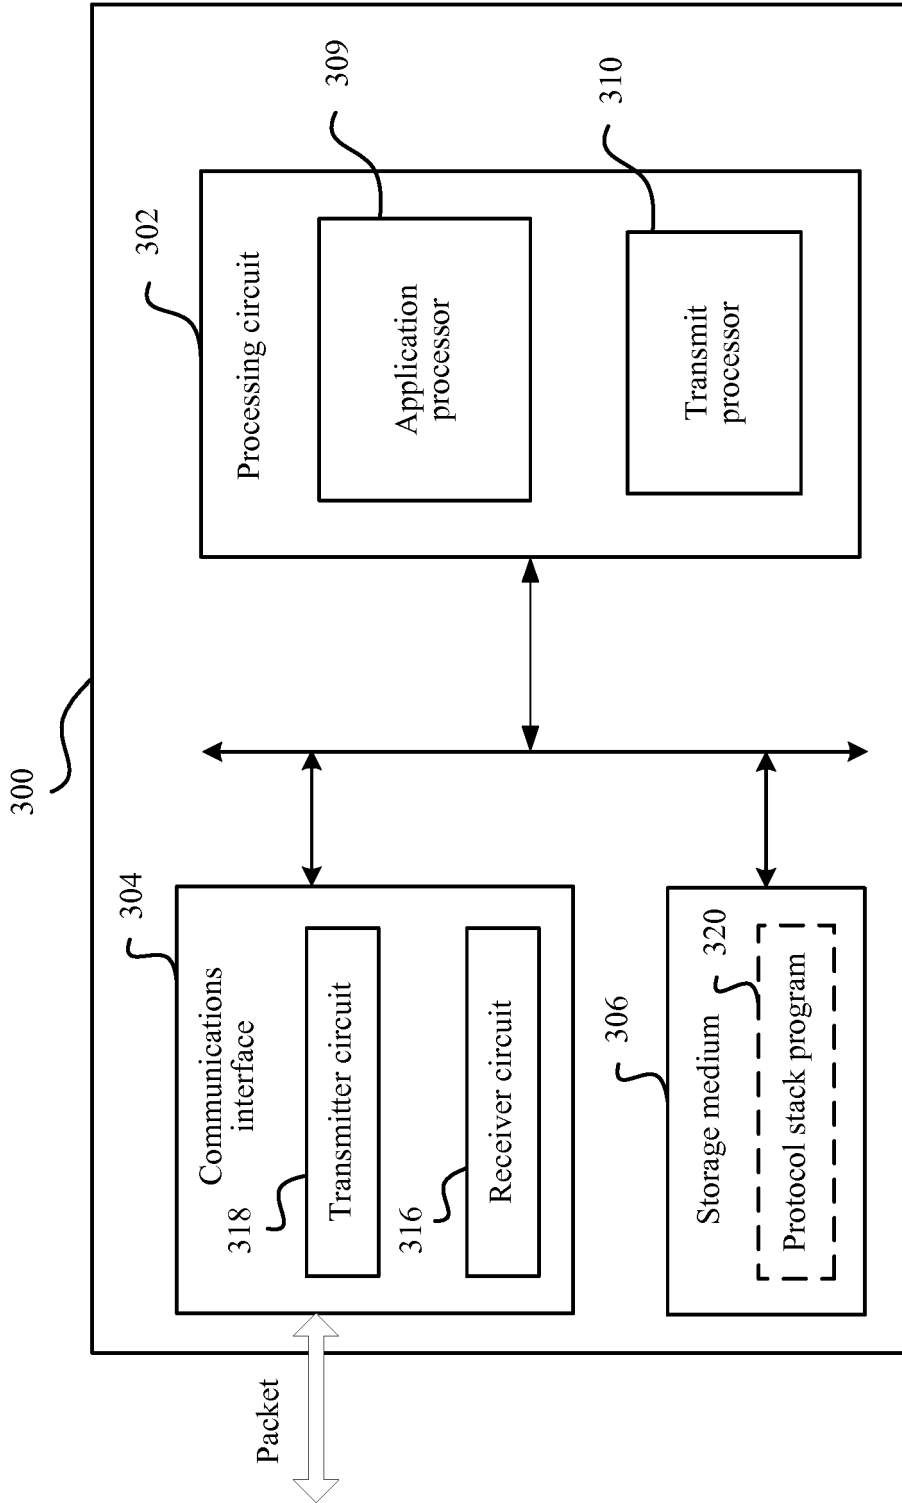 300
304
Communications
interface
318
Transmitter circuit
316
Receiver circuit
Packet
306
Storage medium
320
Protocol stack program
302
Processing circuit
309
Application
processor
310
Transmit
processor